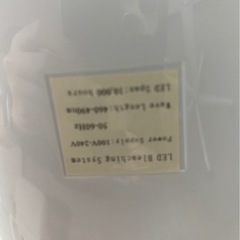 LED Bleaching System
Power Supply: 100V-240V
50-60Hz
Wave Length: 460-490nm
LED Span: 10,000 hours